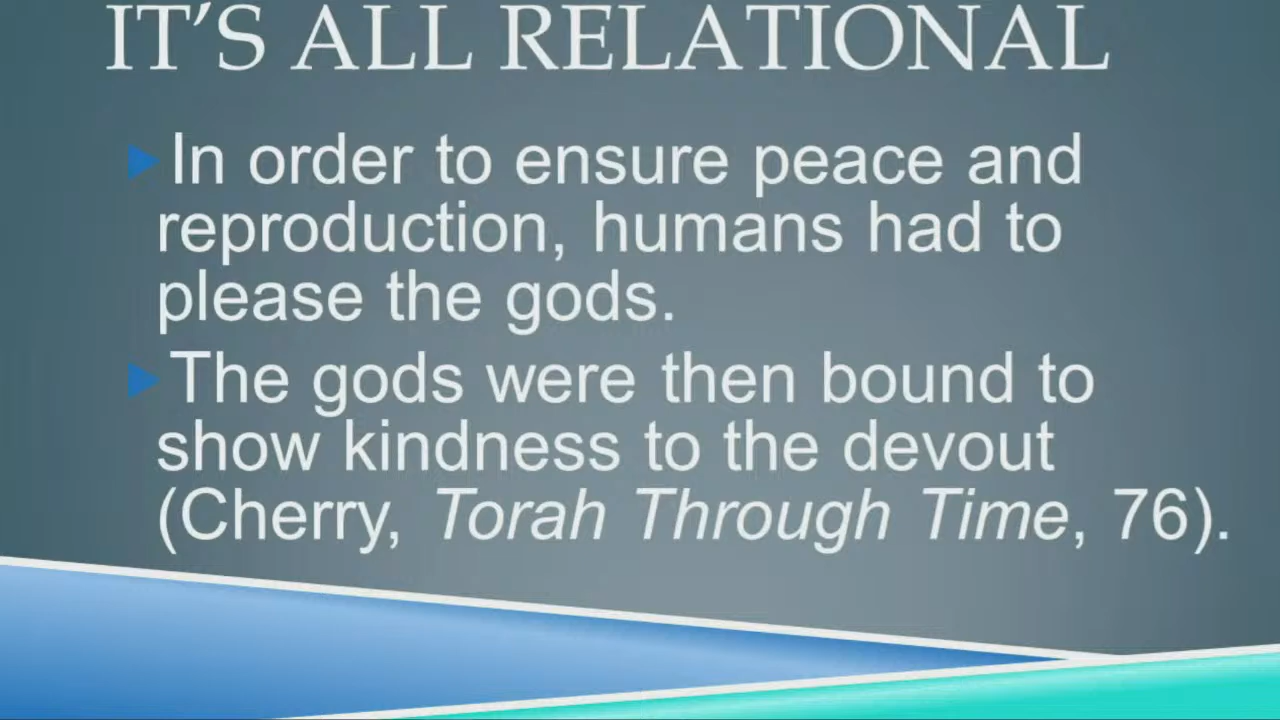 IT’S ALL RELATIONAL
In order to ensure peace and
reproduction, humans had to
please the gods.
The gods were then bound to
show kindness to the devout
(Cherry, Torah Through Time, 76).